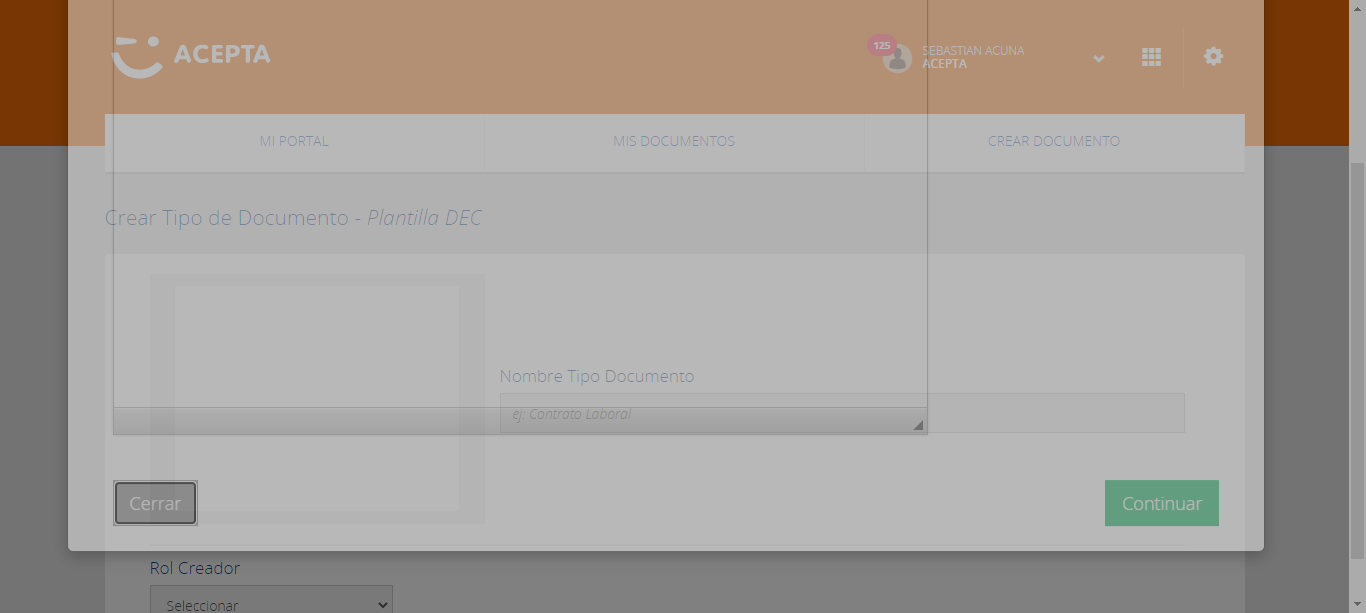 ACEPTA
125
SEBASTIAN ACUNA
ACEPTA
MI PORTAL
MIS DOCUMENTOS
CREAR DOCUMENTO
Crear Tipo de Documento - Plantilla DEC
Nombre Tipo Documento
ej: Contrato Laboral
Cerrar
Continuar
Rol Creador
Seleccionar